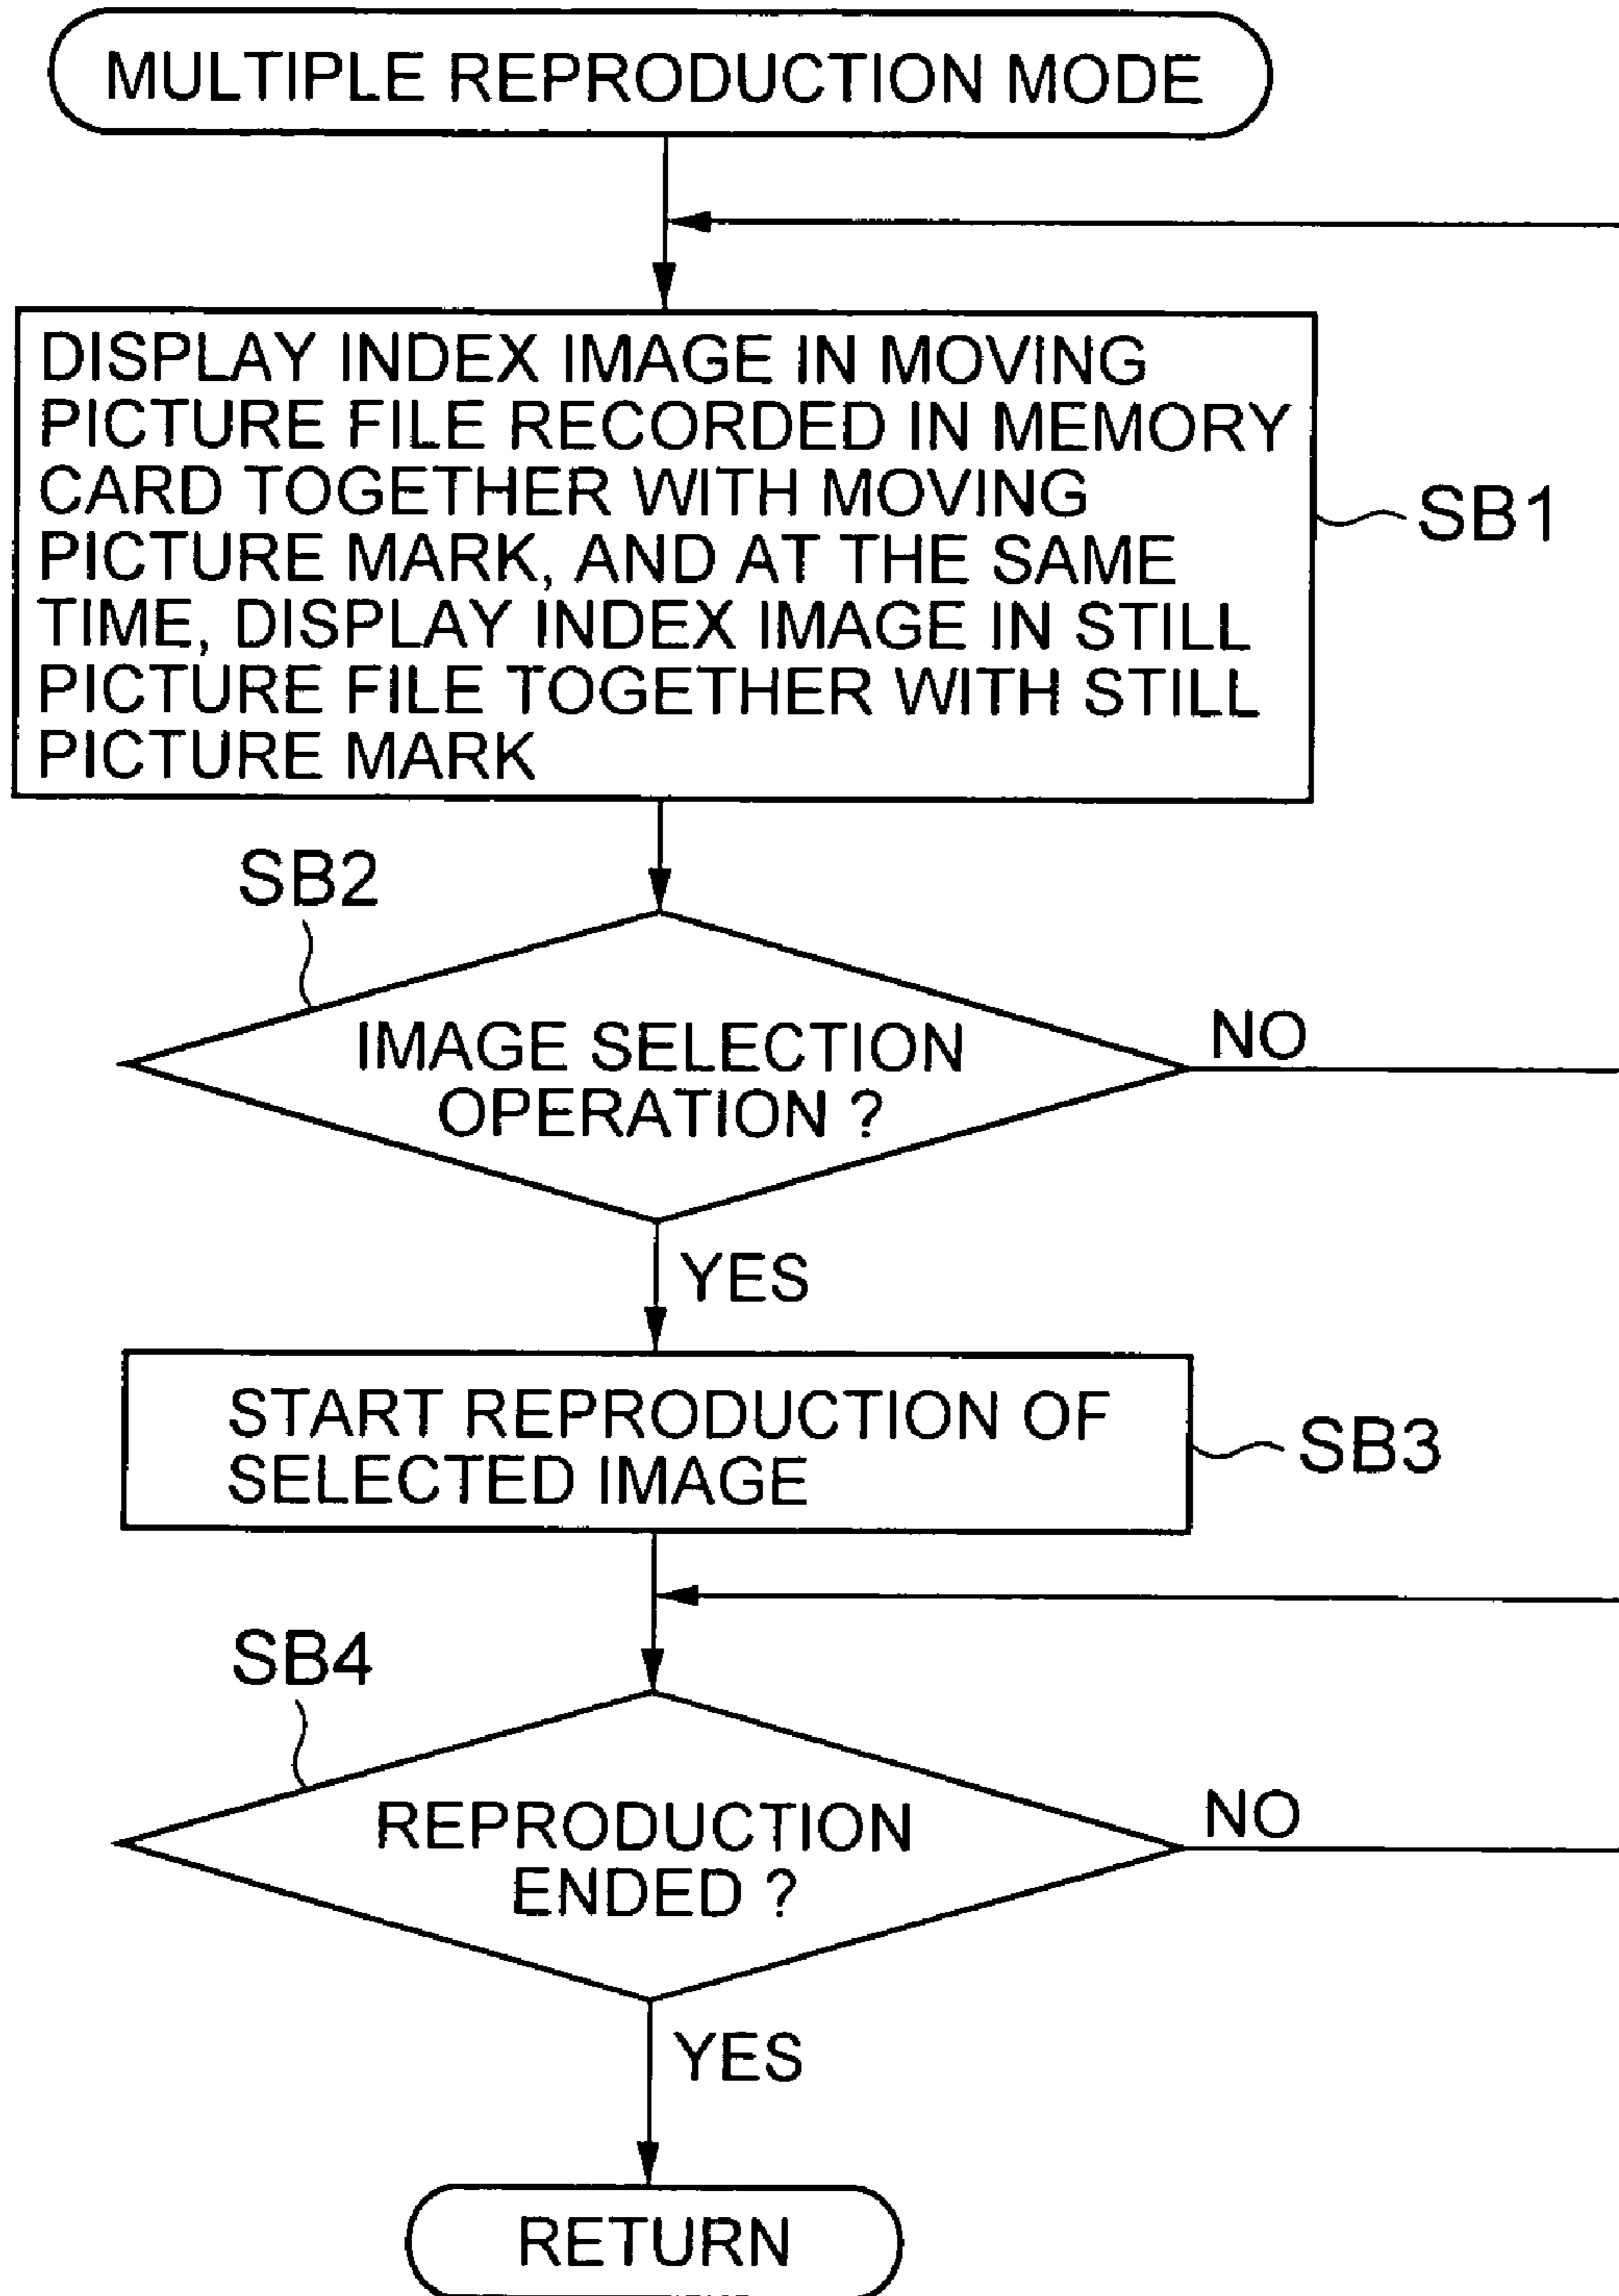 MULTIPLE REPRODUCTION MODE
DISPLAY INDEX IMAGE IN MOVING
PICTURE FILE RECORDED IN MEMORY
CARD TOGETHER WITH MOVING
PICTURE MARK, AND AT THE SAME
TIME, DISPLAY INDEX IMAGE IN STILL
PICTURE FILE TOGETHER WITH STILL
PICTURE MARK
SB1
SB2
IMAGE SELECTION
OPERATION ?
NO
YES
START REPRODUCTION OF
SELECTED IMAGE
SB3
SB4
REPRODUCTION
ENDED ?
NO
YES
RETURN